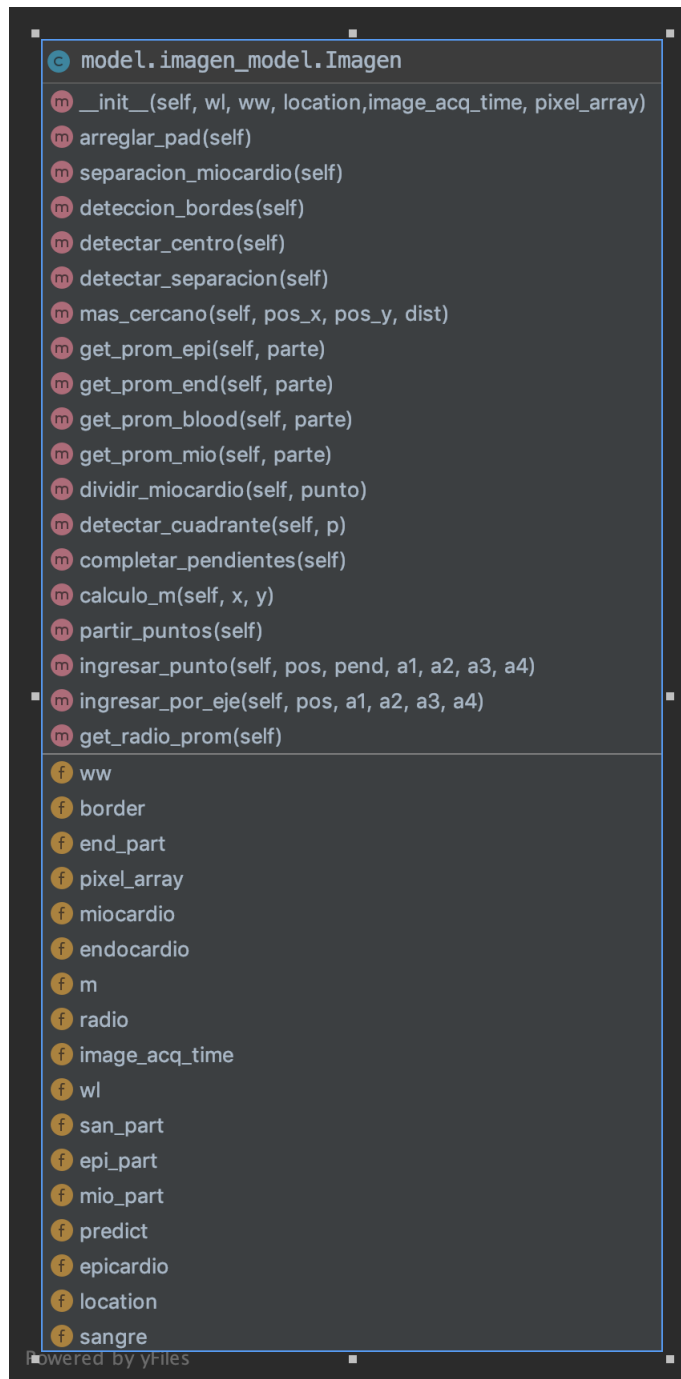 model.imagen_model.Imagen
__init__(self, wl, ww, location,image_acq_time, pixel_array)
arreglar_pad(self)
separacion_miocardio(self)
deteccion_bordes(self)
detectar_centro(self)
detectar_separacion(self)
mas_cercano(self, pos_x, pos_y, dist)
get_prom_epi(self, parte)
get_prom_end(self, parte)
get_prom_blood(self, parte)
get_prom_mio(self, parte)
dividir_miocardio(self, punto)
detectar_cuadrante(self, p)
completar_pendientes(self)
calculo_m(self, x, y)
partir_puntos(self)
ingresar_punto(self, pos, pend, a1, a2, a3, a4)
ingresar_por_eje(self, pos, a1, a2, a3, a4)
get_radio_prom(self)
ww
border
end_part
pixel_array
miocardio
endocardio
m
radio
image_acq_time
wl
san_part
epi_part
mio_part
predict
epicardio
location
sangre
Powered by yFiles